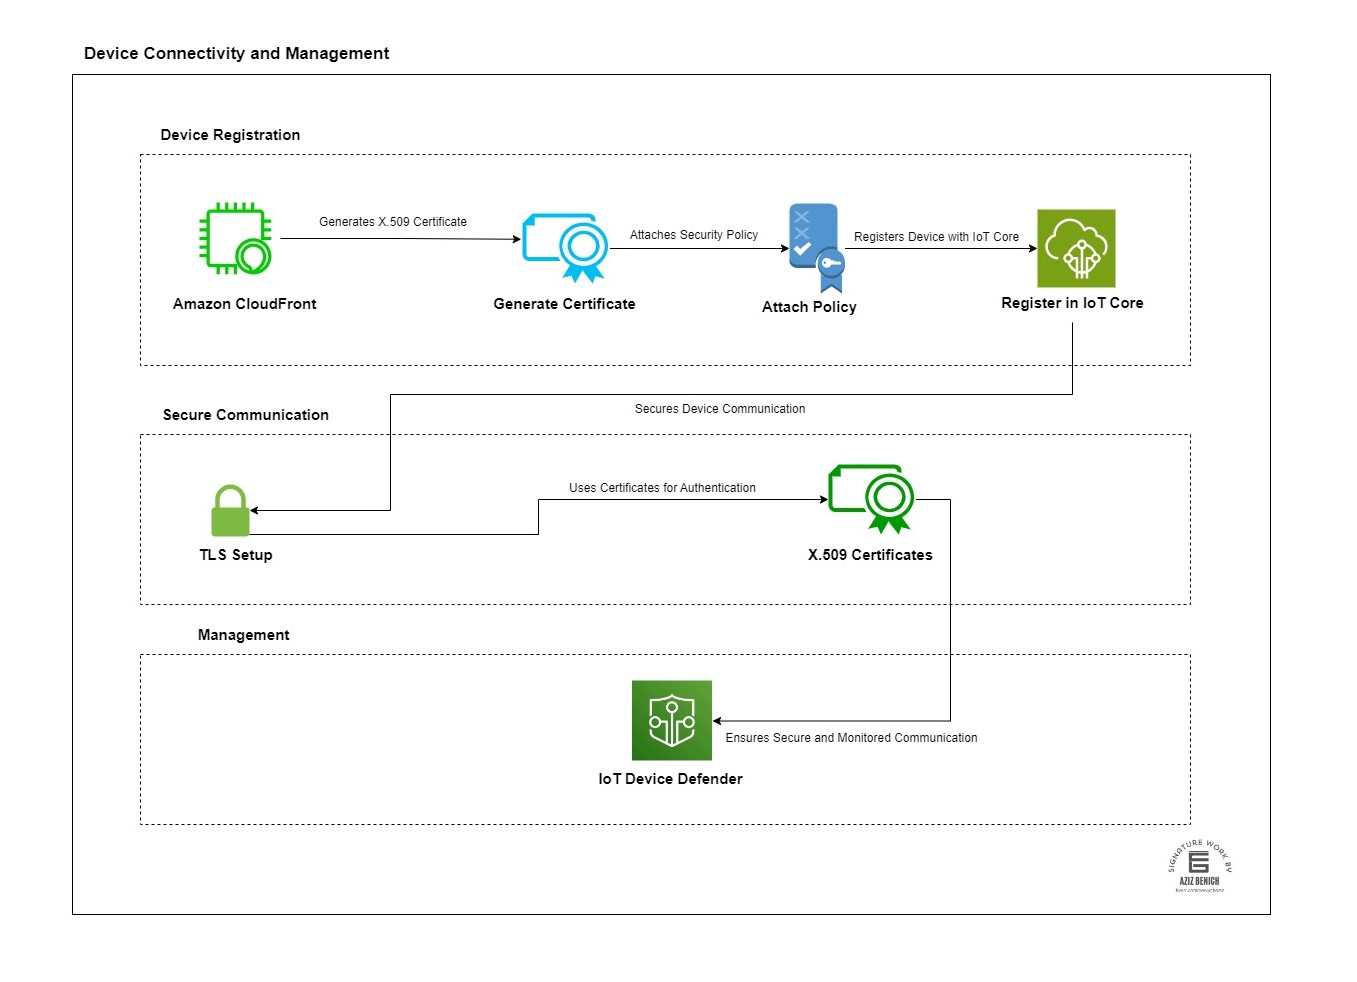 Device Connectivity and Management
Device Registration
Generates X.509 Certificate
Attaches Security Policy
Registers Device with IoT Core
Amazon CloudFront
Generate Certificate
Attach Policy
Register in IoT Core
Secures Device Communication
Secure Communication
Uses Certificates for Authentication
TLS Setup
X.509 Certificates
Management
Ensures Secure and Monitored Communication
IoT Device Defender
SIGNATURE WORK BY
AZIZ BENICH